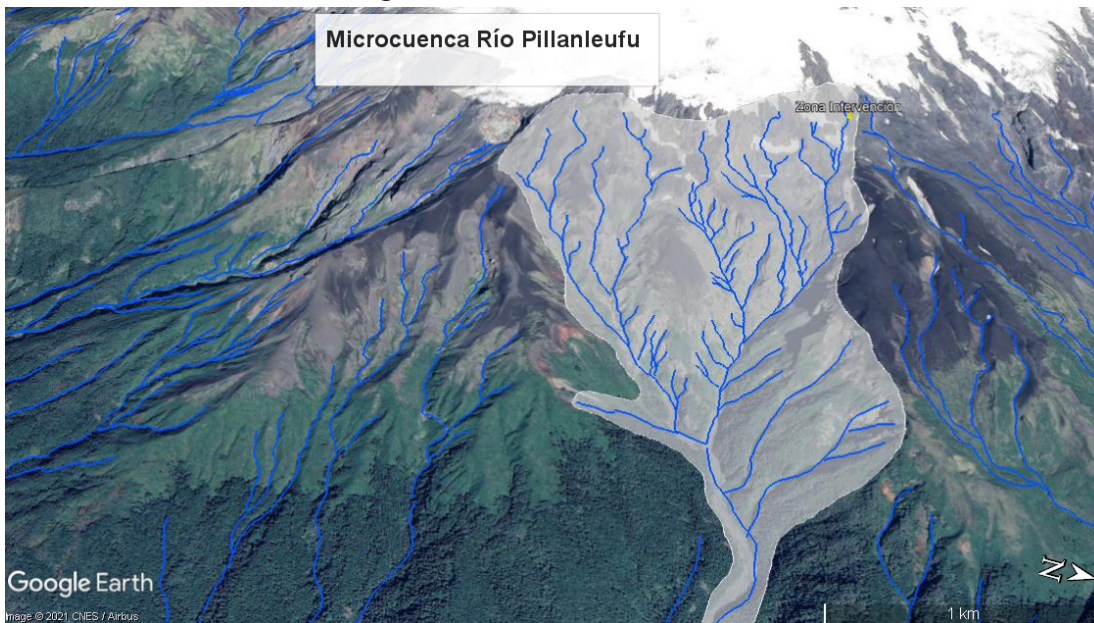 Microcuenca Río Pillanleufu
Zona Intervencion
N
Google Earth
Image © 2021 CNES / Airbus
1 km